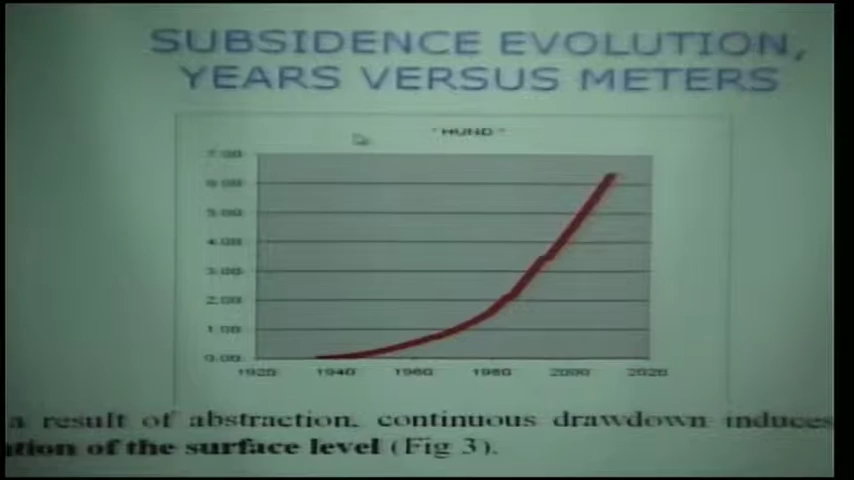 SUBSIDENCE EVOLUTION,
YEARS VERSUS METERS
"HUND"
7.00
6.00
5.00
4.00
3.00
2.00
1.00
0.00
1920 1940 1960 1980 2000 2020
a result of abstraction, continuous drawdown induces
of the surface level (Fig 3).